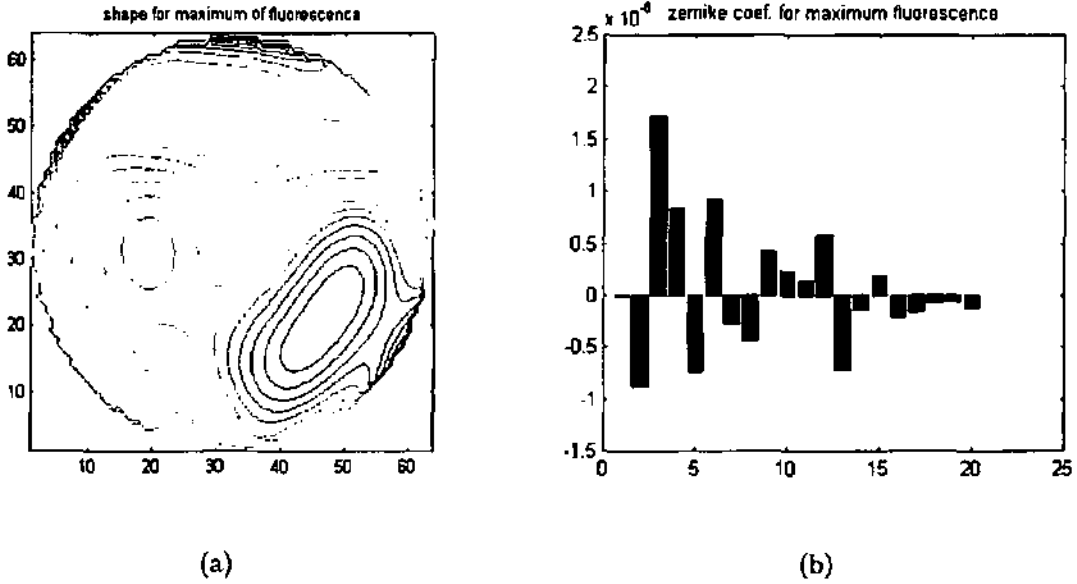 shape for maximum of fluorescence
60
50
40
30
20
10
10 20 30 40 50 60
(a)
x 10⁻⁶ zernike coef. for maximum fluorescence
2.5
2
1.5
1
0.5
0
-0.5
-1
-1.5
0 5 10 15 20 25
(b)